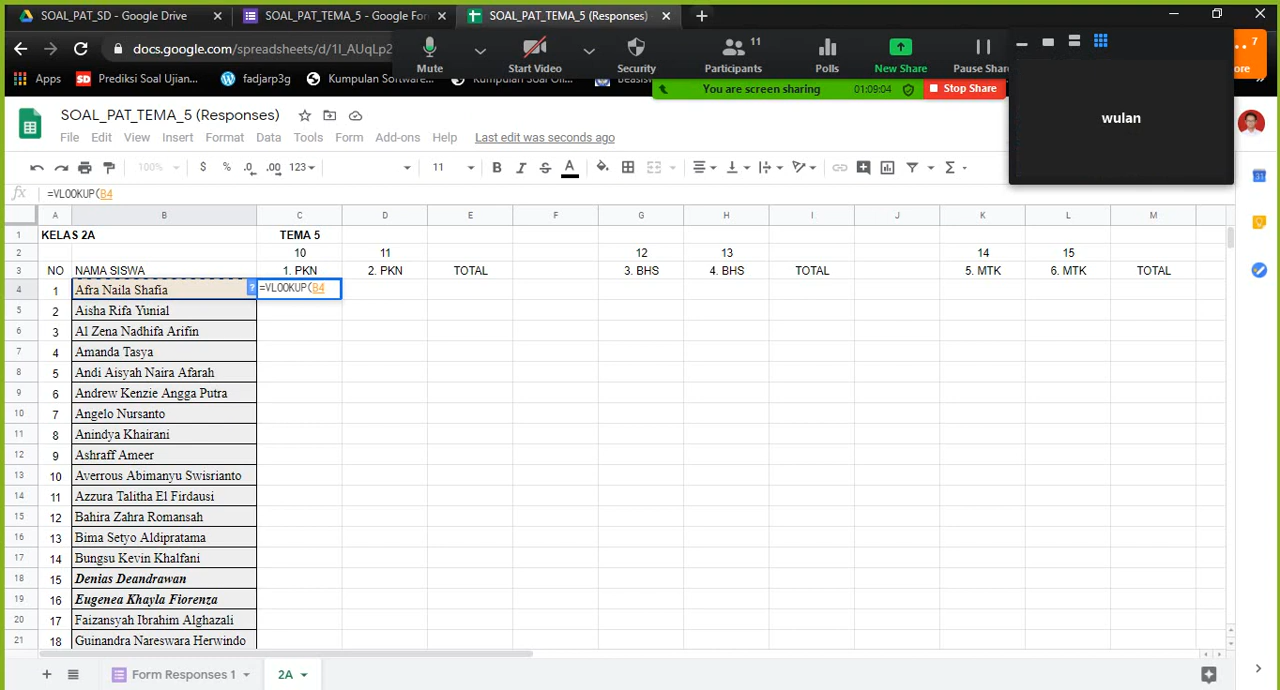 SOAL_PAT_SD - Google Drive
SOAL_PAT_TEMA_5 - Google For
SOAL_PAT_TEMA_5 (Responses)
docs.google.com/spreadsheets/d/1I_AUqLp2
Mute
Start Video
Security
Participants
11
Polls
New Share
Pause Shar
7
ore
You are screen sharing
01:09:04
Stop Share
wulan
Apps
SD Prediksi Soal Ujian...
fadjarp3g
Kumpulan Software...
SOAL_PAT_TEMA_5 (Responses)
File Edit View Insert Format Data Tools Form Add-ons Help Last edit was seconds ago
100% $ % .0 .00 123 11 B I S A Σ
fx =VLOOKUP(B4
A B C D E F G H I J K L M
1 KELAS 2A TEMA 5
2 10 11 12 13 14 15
3 NO NAMA SISWA 1. PKN 2. PKN TOTAL 3. BHS 4. BHS TOTAL 5. MTK 6. MTK TOTAL
4 1 Afra Naila Shafia ? =VLOOKUP(B4
5 2 Aisha Rifa Yunial
6 3 Al Zena Nadhifa Arifin
7 4 Amanda Tasya
8 5 Andi Aisyah Naira Afarah
9 6 Andrew Kenzie Angga Putra
10 7 Angelo Nursanto
11 8 Anindya Khairani
12 9 Ashraff Ameer
13 10 Averrous Abimanyu Swisrianto
14 11 Azzura Talitha El Firdausi
15 12 Bahira Zahra Romansah
16 13 Bima Setyo Aldipratama
17 14 Bungsu Kevin Khalfani
18 15 Denias Deandrawan
19 16 Eugenea Khayla Fiorenza
20 17 Faizansyah Ibrahim Alghazali
21 18 Guinandra Nareswara Herwindo
Form Responses 1
2A